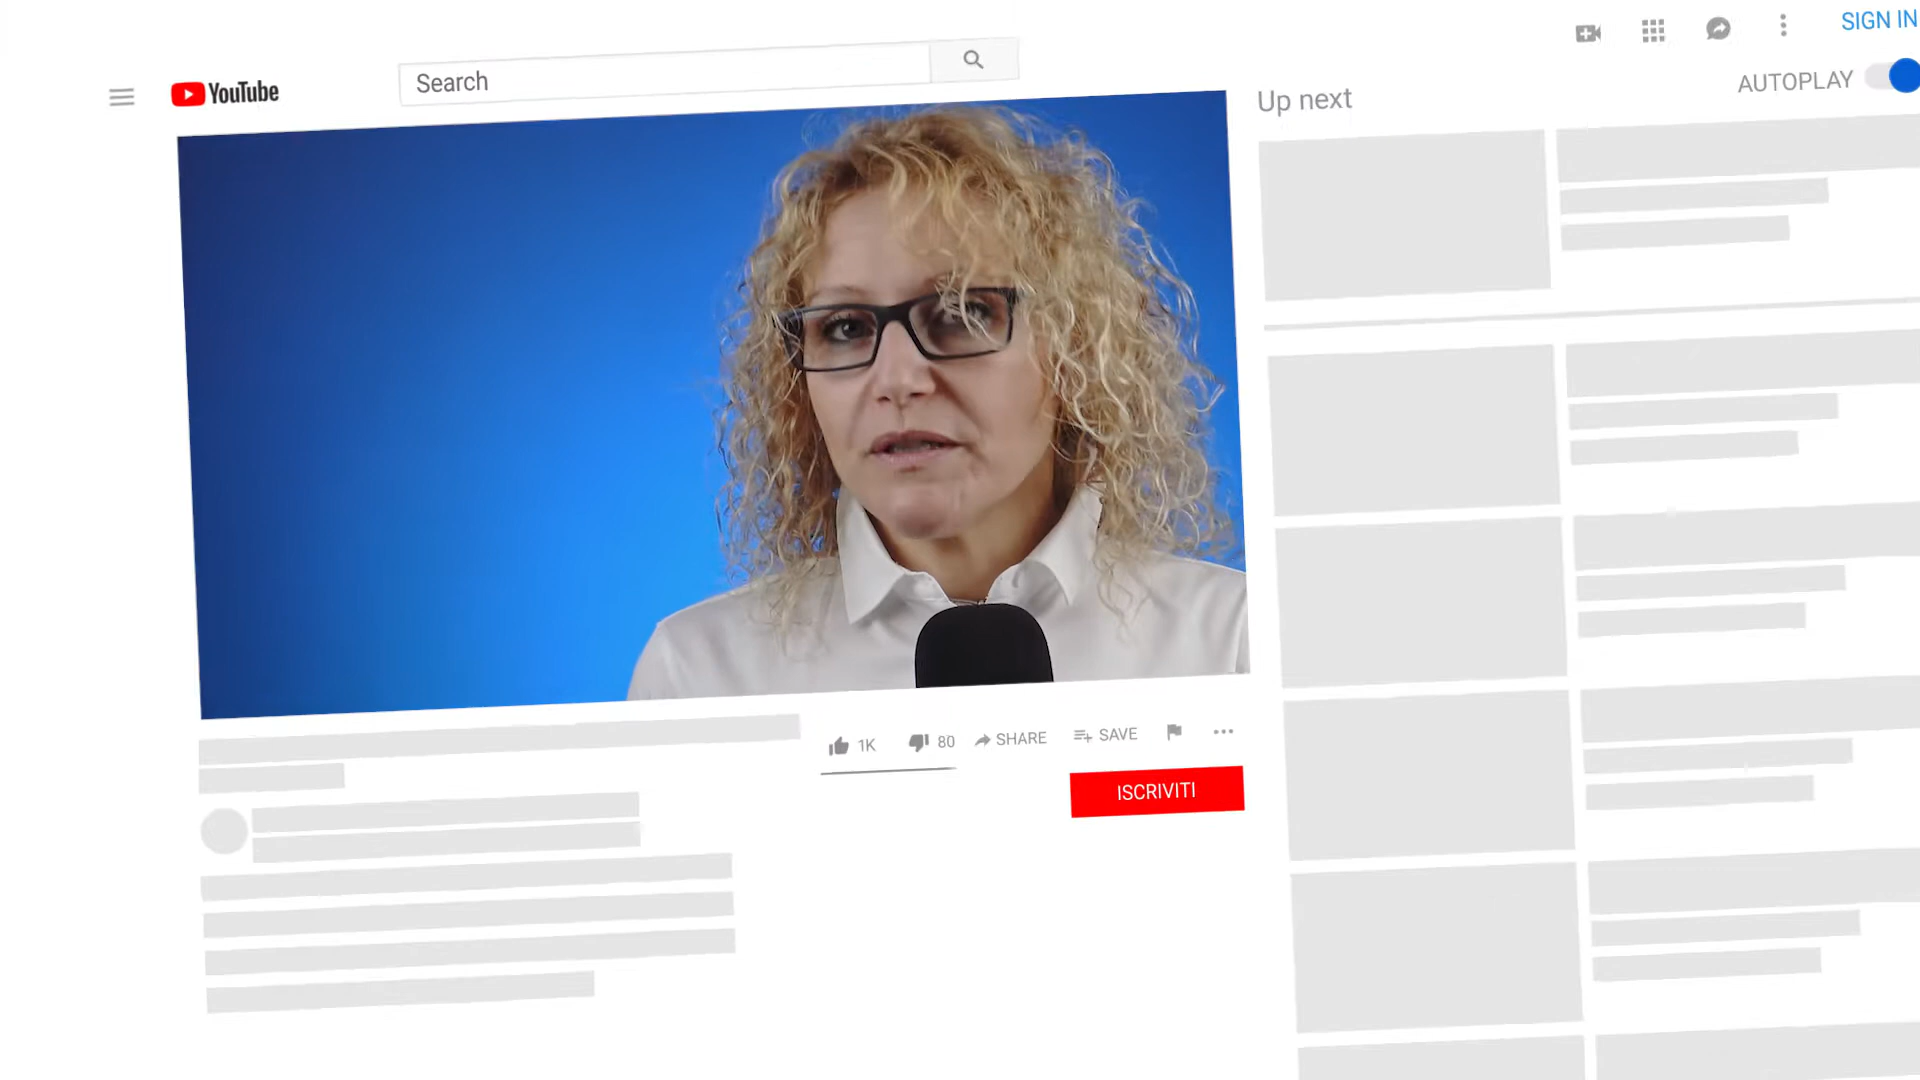 SIGN IN
YouTube
Search
AUTOPLAY
Up next
1K
80
SHARE
SAVE
ISCRIVITI